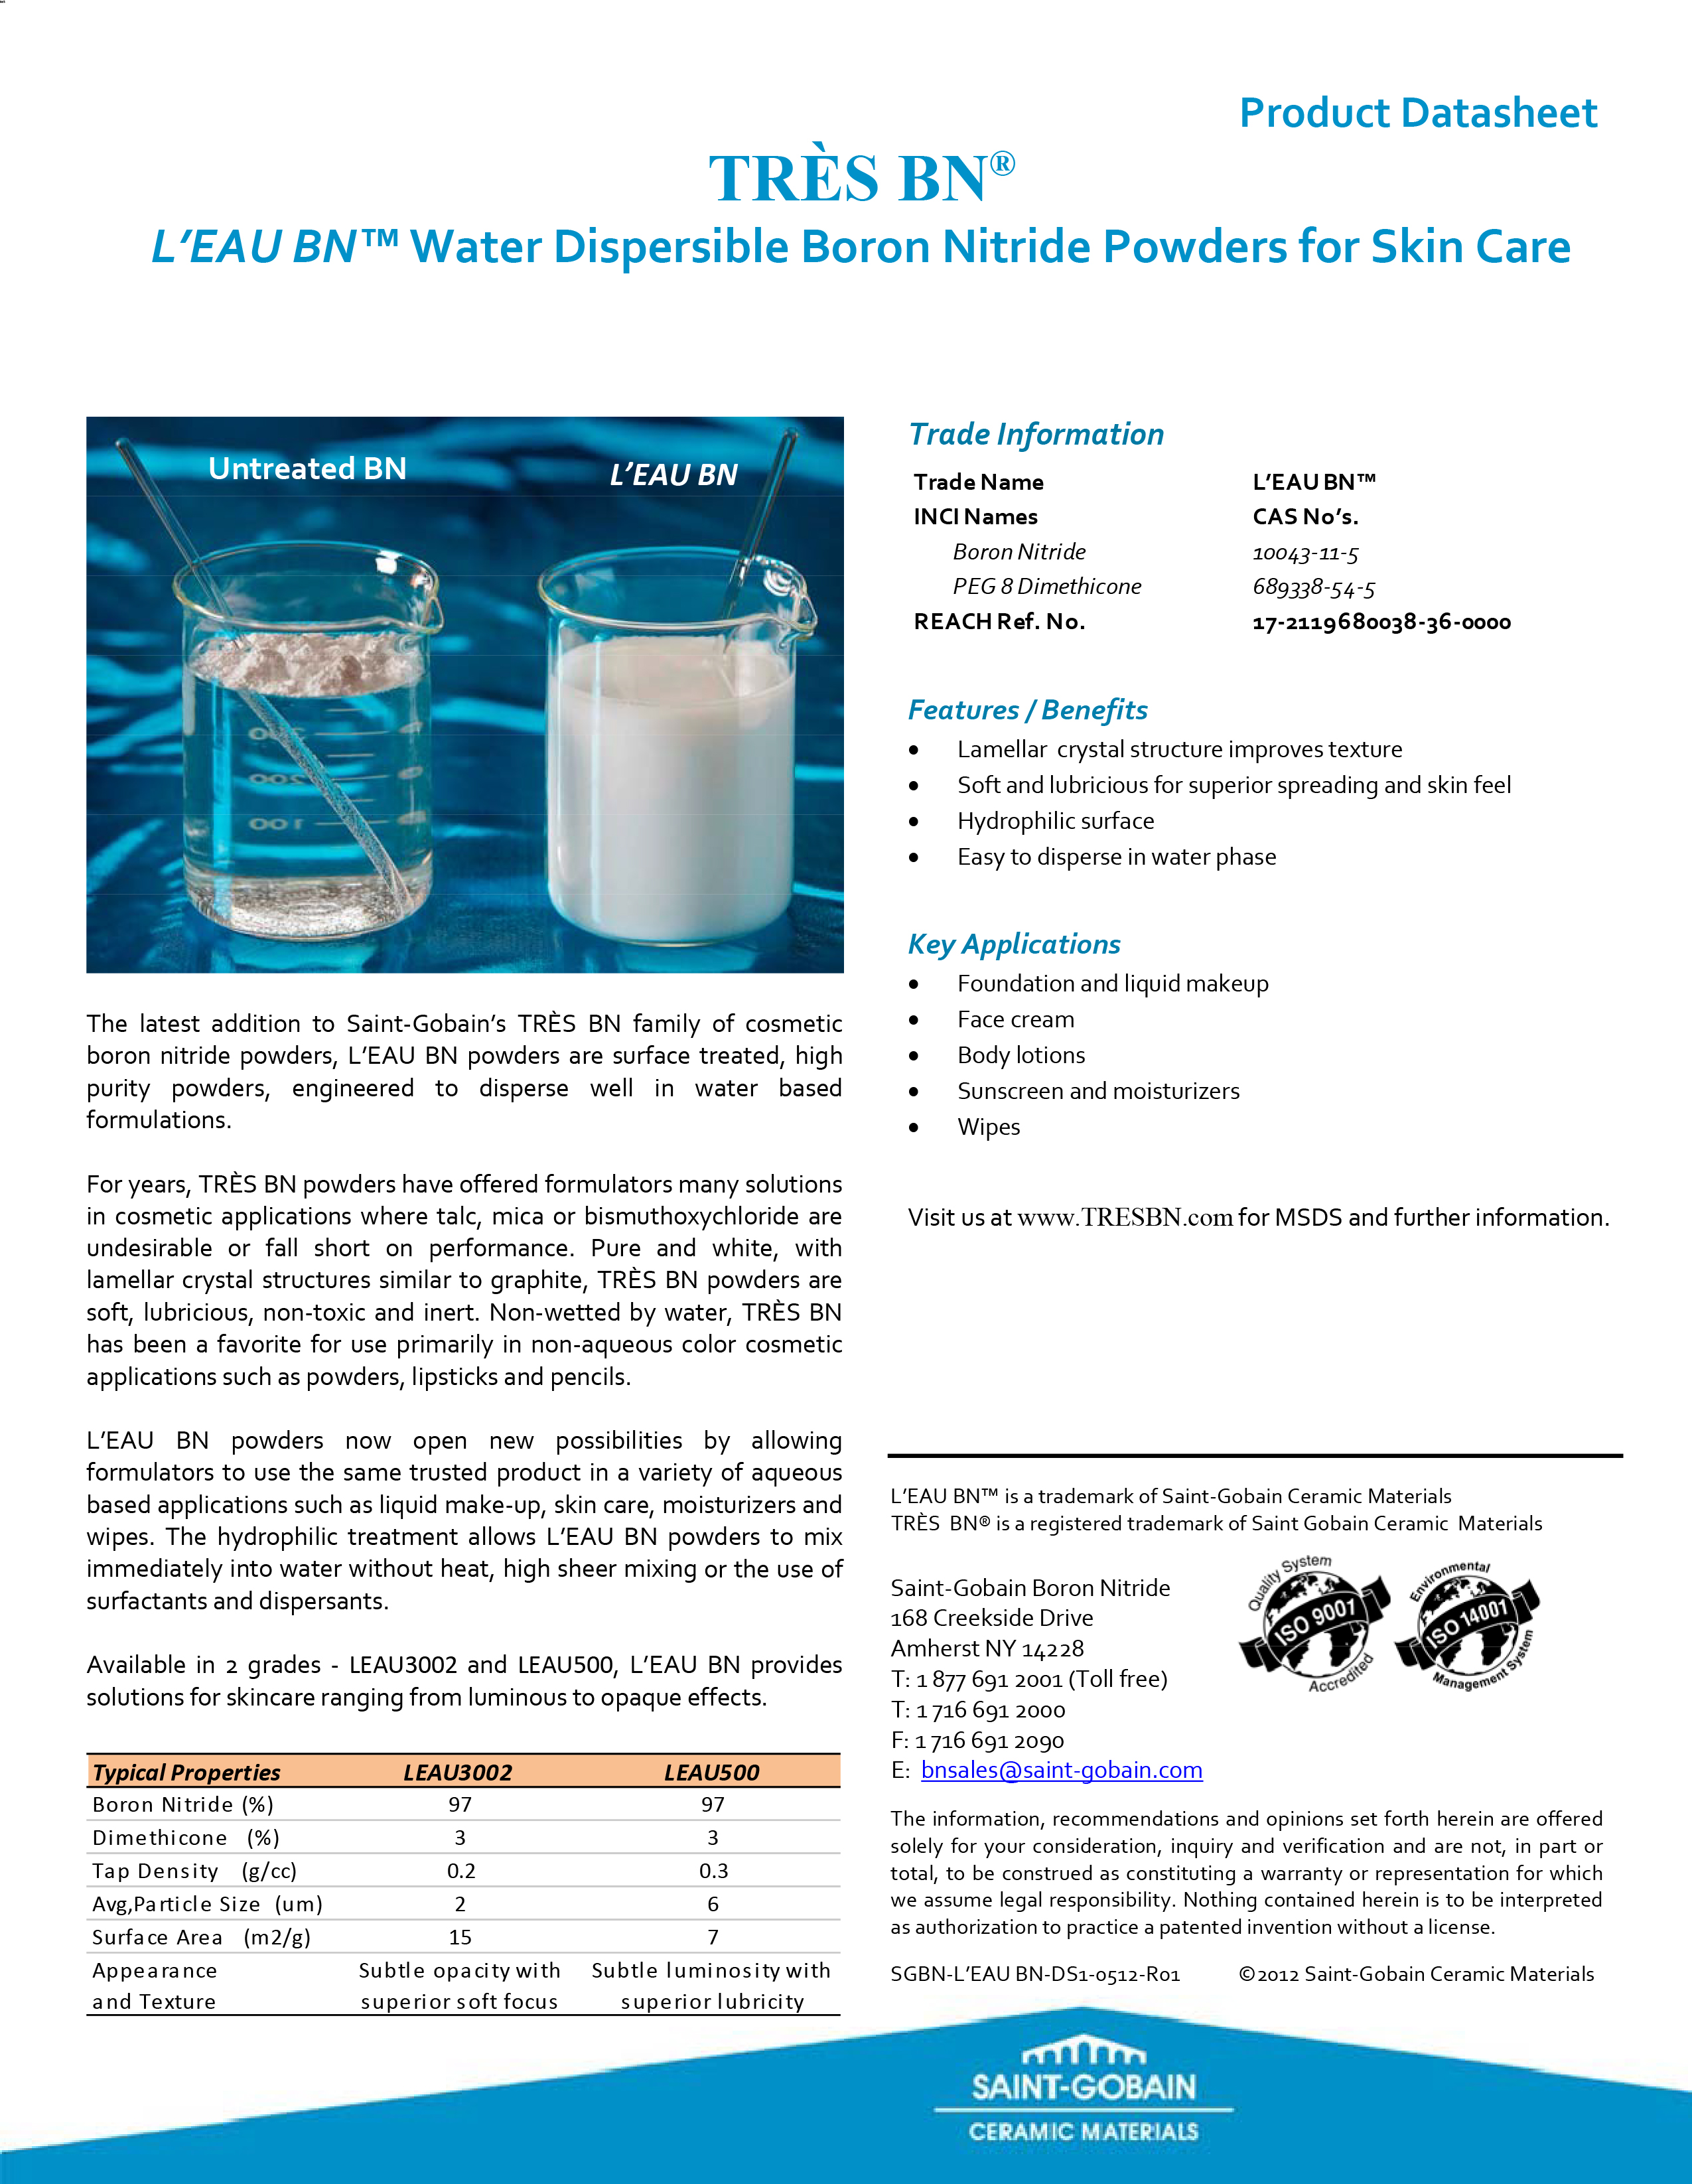 Product Datasheet
TRÈS BN®
L’EAU BN™ Water Dispersible Boron Nitride Powders for Skin Care
Untreated BN
L’EAU BN
100
The latest addition to Saint-Gobain’s TRÈS BN family of cosmetic
boron nitride powders, L’EAU BN powders are surface treated, high
purity powders, engineered to disperse well in water based
formulations.
For years, TRÈS BN powders have offered formulators many solutions
in cosmetic applications where talc, mica or bismuthoxychloride are
undesirable or fall short on performance. Pure and white, with
lamellar crystal structures similar to graphite, TRÈS BN powders are
soft, lubricious, non-toxic and inert. Non-wetted by water, TRÈS BN
has been a favorite for use primarily in non-aqueous color cosmetic
applications such as powders, lipsticks and pencils.
L’EAU BN powders now open new possibilities by allowing
formulators to use the same trusted product in a variety of aqueous
based applications such as liquid make-up, skin care, moisturizers and
wipes. The hydrophilic treatment allows L’EAU BN powders to mix
immediately into water without heat, high sheer mixing or the use of
surfactants and dispersants.
Available in 2 grades - LEAU3002 and LEAU500, L’EAU BN provides
solutions for skincare ranging from luminous to opaque effects.
Typical Properties LEAU3002 LEAU500
Boron Nitride (%) 97 97
Dimethicone (%) 3 3
Tap Density (g/cc) 0.2 0.3
Avg,Particle Size (um) 2 6
Surface Area (m2/g) 15 7
Appearance Subtle opacity with Subtle luminosity with
and Texture superior soft focus superior lubricity
Trade Information
Trade Name L’EAU BN™
INCI Names CAS No’s.
Boron Nitride 10043-11-5
PEG 8 Dimethicone 689338-54-5
REACH Ref. No. 17-2119680038-36-0000
Features / Benefits
• Lamellar crystal structure improves texture
• Soft and lubricious for superior spreading and skin feel
• Hydrophilic surface
• Easy to disperse in water phase
Key Applications
• Foundation and liquid makeup
• Face cream
• Body lotions
• Sunscreen and moisturizers
• Wipes
Visit us at www.TRESBN.com for MSDS and further information.
L’EAU BN™ is a trademark of Saint-Gobain Ceramic Materials
TRÈS BN® is a registered trademark of Saint Gobain Ceramic Materials
Saint-Gobain Boron Nitride
168 Creekside Drive
Amherst NY 14228
T: 1 877 691 2001 (Toll free)
T: 1 716 691 2000
F: 1 716 691 2090
E: bnsales@saint-gobain.com
Quality System
ISO 9001
Accredited
Environmental
ISO 14001
Management System
The information, recommendations and opinions set forth herein are offered
solely for your consideration, inquiry and verification and are not, in part or
total, to be construed as constituting a warranty or representation for which
we assume legal responsibility. Nothing contained herein is to be interpreted
as authorization to practice a patented invention without a license.
SGBN-L’EAU BN-DS1-0512-R01 ©2012 Saint-Gobain Ceramic Materials
SAINT-GOBAIN
CERAMIC MATERIALS